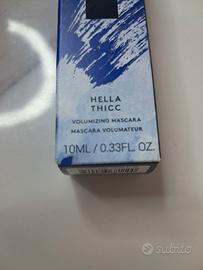 HELLA
THICC
VOLUMIZING MASCARA
MASCARA VOLUMATEUR
10ML / 0.33FL. OZ.
subito